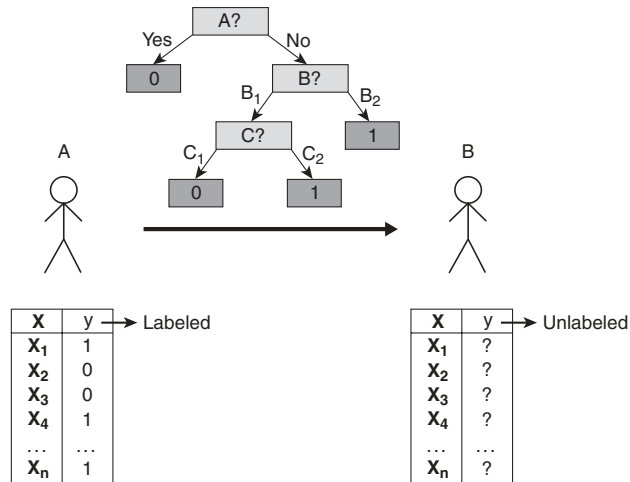 A?
Yes No
0 B?
B₁ B₂
C? 1
A C₁ C₂ B
0 1
X y Labeled
X₁ 1
X₂ 0
X₃ 0
X₄ 1
... ...
Xₙ 1
X y Unlabeled
X₁ ?
X₂ ?
X₃ ?
X₄ ?
... ...
Xₙ ?